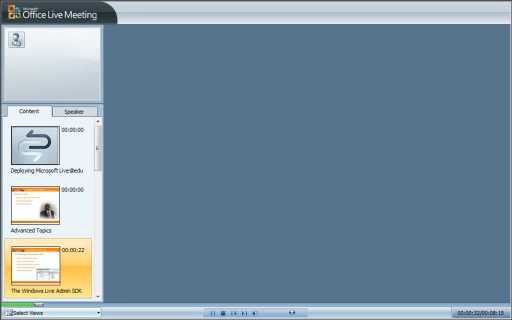 Microsoft
Office Live Meeting
Content
Speaker
00:00:00
Deploying Microsoft Live@edu
00:00:00
Advanced Topics
00:00:22
The Windows Live Admin SDK
Select Views
00:00:32/00:08:15